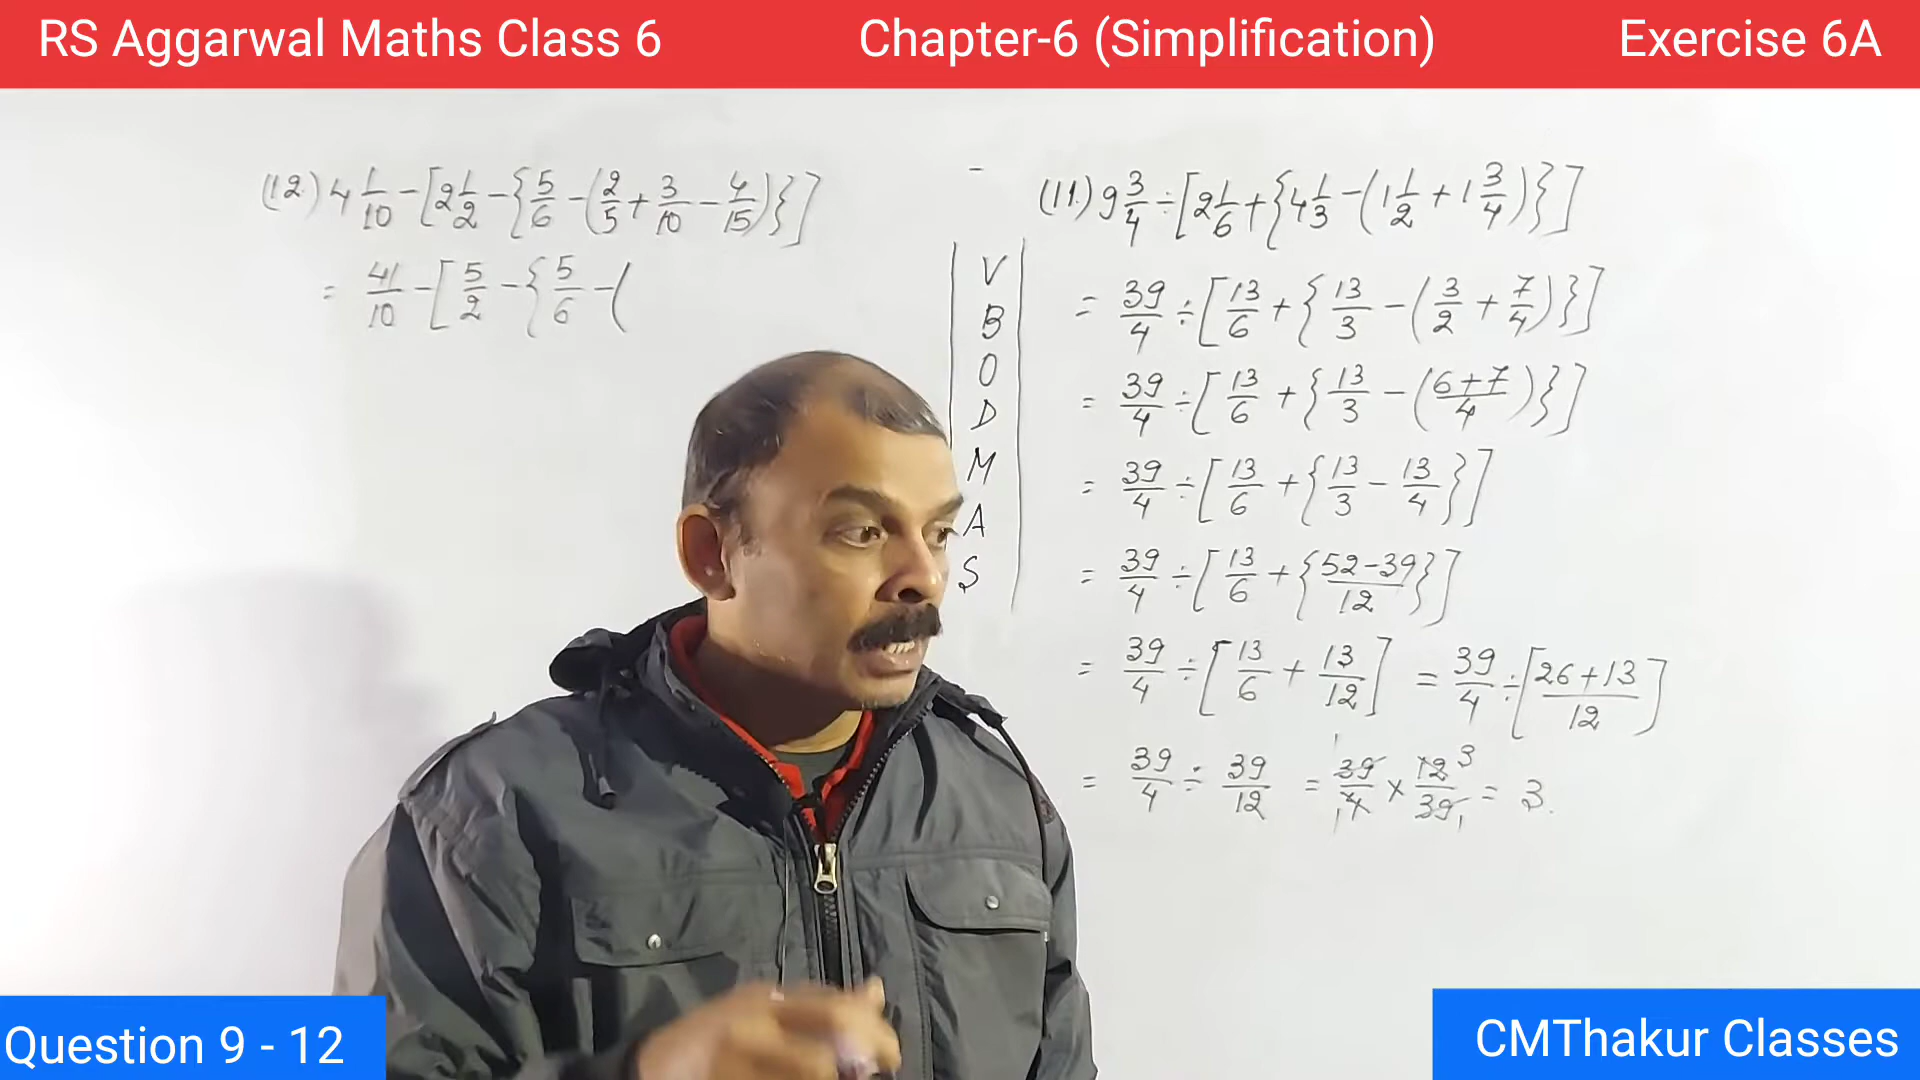 RS Aggarwal Maths Class 6 Chapter-6 (Simplification) Exercise 6A
(12.) 4 1/10 - [2 1/2 - {5/6 - (2/5 + 3/10 - 4/15)}]
= 41/10 - [5/2 - {5/6 - (
V
B
O
D
M
A
S
(11.) 9 3/4 ÷ [2 1/6 + {4 1/3 - (1 1/2 + 1 3/4)}]
= 39/4 ÷ [13/6 + {13/3 - (3/2 + 7/4)}]
= 39/4 ÷ [13/6 + {13/3 - (6+7/4)}]
= 39/4 ÷ [13/6 + {13/3 - 13/4}]
= 39/4 ÷ [13/6 + {52-39/12}]
= 39/4 ÷ [13/6 + 13/12] = 39/4 ÷ [26+13/12]
= 39/4 ÷ 39/12 = 39/4 × 12/39 = 3.
Question 9 - 12
CMThakur Classes